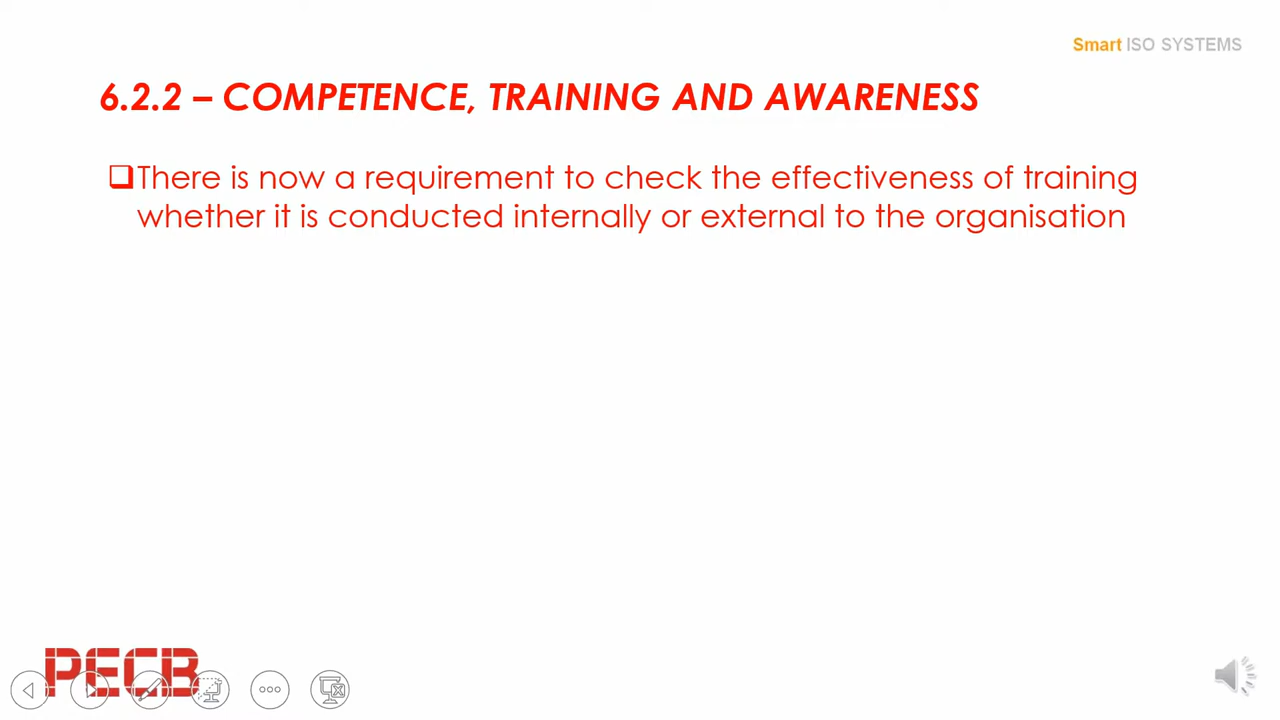 Smart ISO SYSTEMS
6.2.2 – COMPETENCE, TRAINING AND AWARENESS
There is now a requirement to check the effectiveness of training
whether it is conducted internally or external to the organisation
PECB